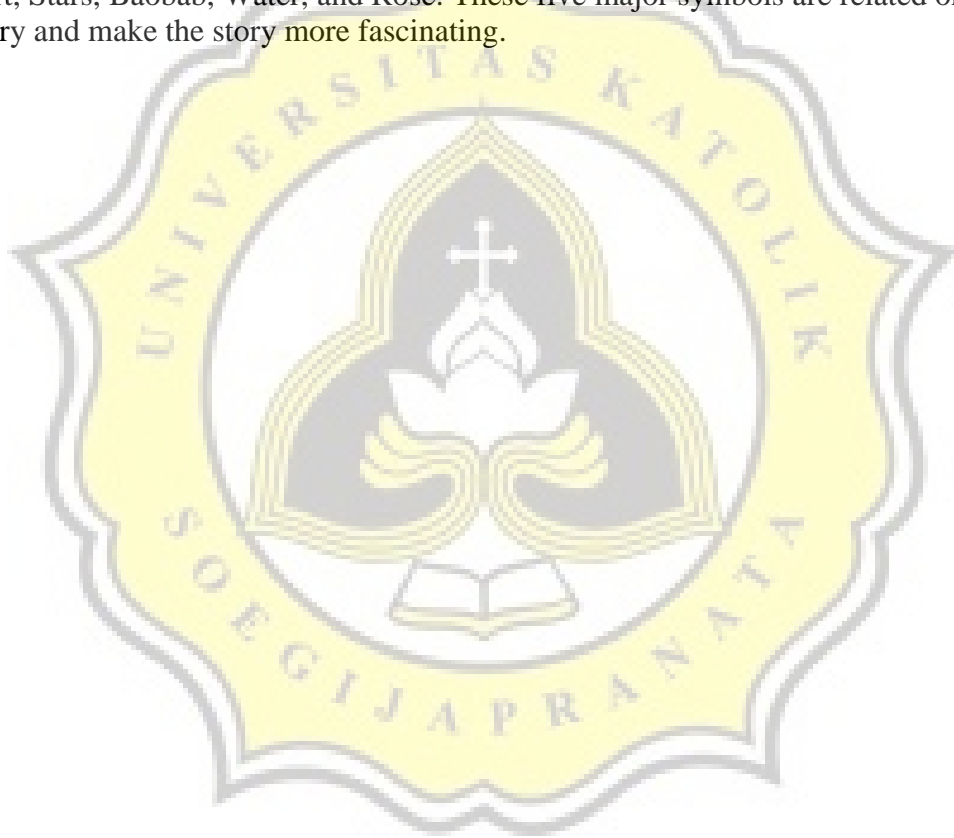 Stars, Baobab, Water, and Rose. These five major symbols are related
and make the story more fascinating.
UNIVERSITAS KATOLIK
SOEGIJAPRANATA